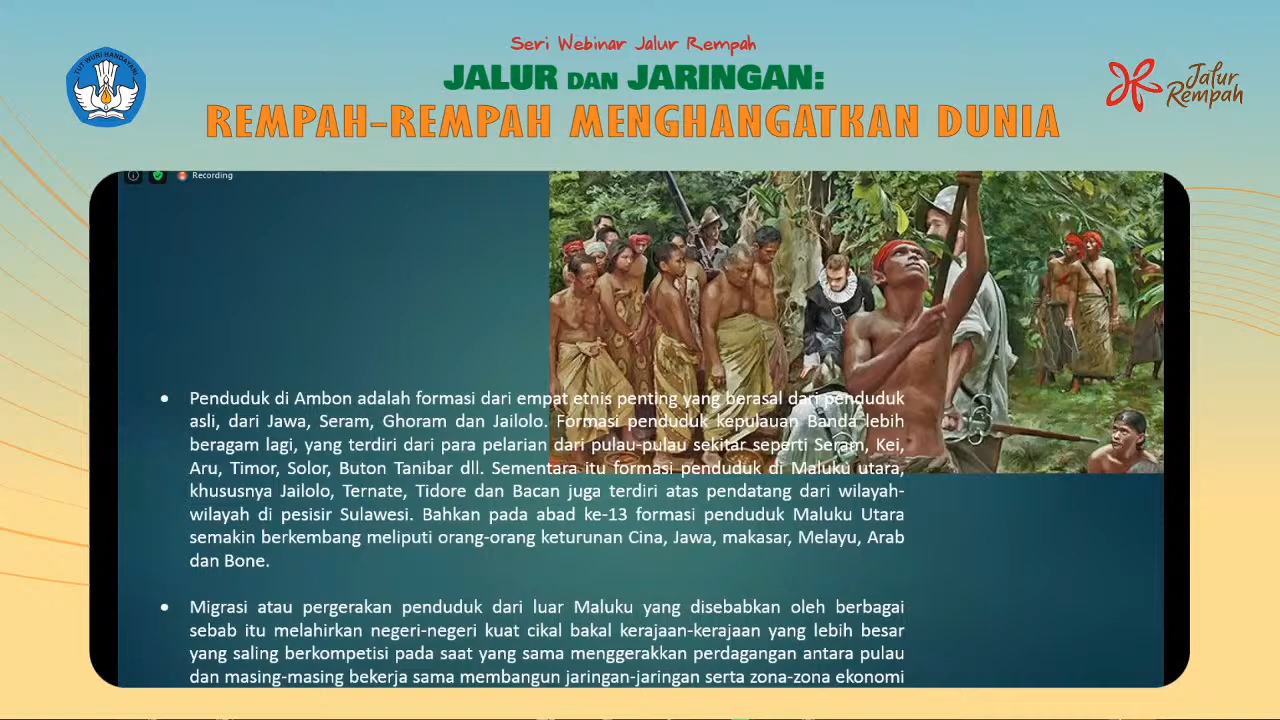 Seri Webinar Jalur Rempah
JALUR DAN JARINGAN:
REMPAH-REMPAH MENGHANGATKAN DUNIA
TUT WURI HANDAYANI
Jalur
Rempah
Recording
• Penduduk di Ambon adalah formasi dari empat etnis penting yang berasal dari penduduk
asli, dari Jawa, Seram, Ghoram dan Jailolo. Formasi penduduk kepulauan Banda lebih
beragam lagi, yang terdiri dari para pelarian dari pulau-pulau sekitar seperti Seram, Kei,
Aru, Timor, Solor, Buton Tanibar dll. Sementara itu formasi penduduk di Maluku utara,
khususnya Jailolo, Ternate, Tidore dan Bacan juga terdiri atas pendatang dari wilayah-
wilayah di pesisir Sulawesi. Bahkan pada abad ke-13 formasi penduduk Maluku Utara
semakin berkembang meliputi orang-orang keturunan Cina, Jawa, makasar, Melayu, Arab
dan Bone.
• Migrasi atau pergerakan penduduk dari luar Maluku yang disebabkan oleh berbagai
sebab itu melahirkan negeri-negeri kuat cikal bakal kerajaan-kerajaan yang lebih besar
yang saling berkompetisi pada saat yang sama menggerakkan perdagangan antara pulau
dan masing-masing bekerja sama membangun jaringan-jaringan serta zona-zona ekonomi